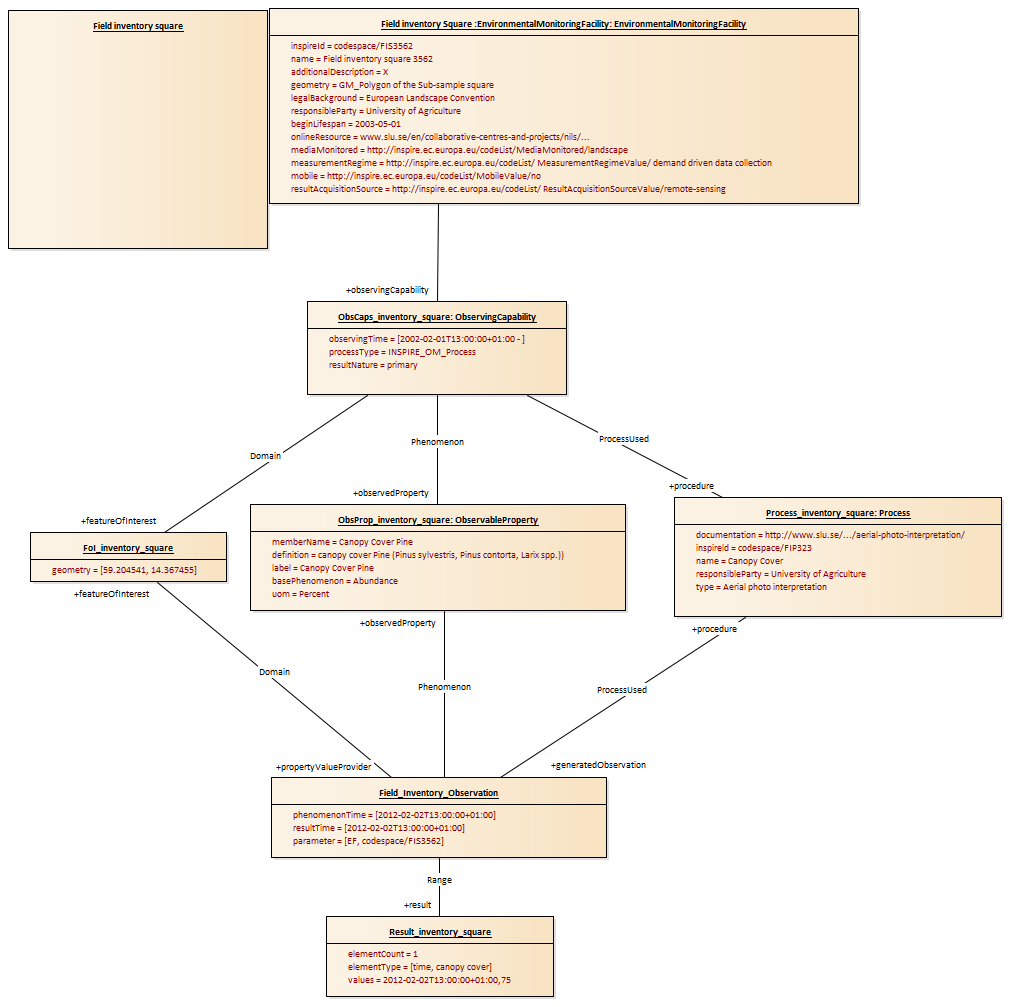 Field inventory square
Field inventory Square :EnvironmentalMonitoringFacility: EnvironmentalMonitoringFacility
inspireId = codespace/FIS3562
name = Field inventory square 3562
additionalDescription = X
geometry = GM_Polygon of the Sub-sample square
legalBackground = European Landscape Convention
responsibleParty = University of Agriculture
beginLifespan = 2003-05-01
onlineResource = www.slu.se/en/collaborative-centres-and-projects/nils/...
mediaMonitored = http://inspire.ec.europa.eu/codeList/MediaMonitored/landscape
measurementRegime = http://inspire.ec.europa.eu/codeList/ MeasurementRegimeValue/ demand driven data collection
mobile = http://inspire.ec.europa.eu/codeList/MobileValue/no
resultAcquisitionSource = http://inspire.ec.europa.eu/codeList/ ResultAcquisitionSourceValue/remote-sensing
+observingCapability
ObsCaps_inventory_square: ObservingCapability
observingTime = [2002-02-01T13:00:00+01:00 - ]
processType = INSPIRE_OM_Process
resultNature = primary
Domain
Phenomenon
ProcessUsed
+featureOfInterest
+observedProperty
+procedure
FoI_inventory_square
geometry = [59.204541, 14.367455]
ObsProp_inventory_square: ObservableProperty
memberName = Canopy Cover Pine
definition = canopy cover Pine (Pinus sylvestris, Pinus contorta, Larix spp.))
label = Canopy Cover Pine
basePhenomenon = Abundance
uom = Percent
Process_inventory_square: Process
documentation = http://www.slu.se/.../aerial-photo-interpretation/
inspireId = codespace/FIP323
name = Canopy Cover
responsibleParty = University of Agriculture
type = Aerial photo interpretation
+featureOfInterest
+observedProperty
+procedure
Domain
Phenomenon
ProcessUsed
+propertyValueProvider
+generatedObservation
Field_Inventory_Observation
phenomenonTime = [2012-02-02T13:00:00+01:00]
resultTime = [2012-02-02T13:00:00+01:00]
parameter = [EF, codespace/FIS3562]
Range
+result
Result_inventory_square
elementCount = 1
elementType = [time, canopy cover]
values = 2012-02-02T13:00:00+01:00,75